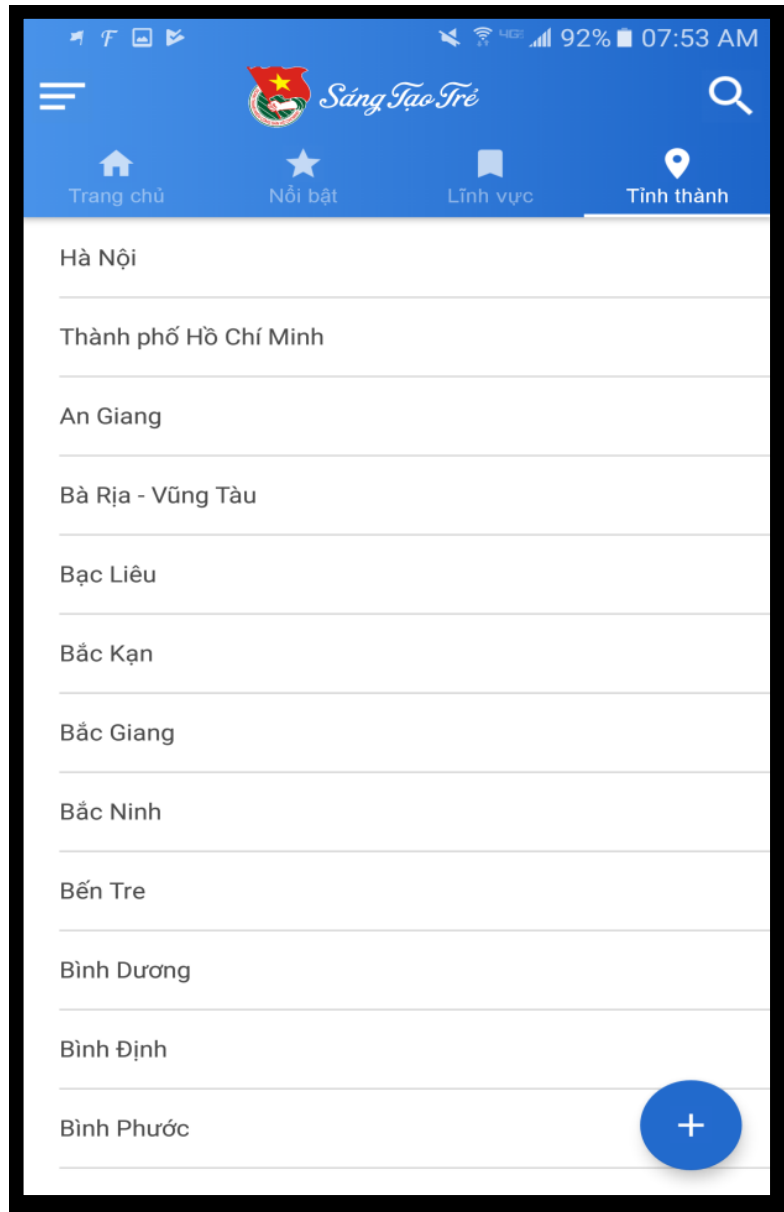 92% 07:53 AM
Sáng Tạo Trẻ
Trang chủ Nổi bật Lĩnh vực Tỉnh thành
Hà Nội
Thành phố Hồ Chí Minh
An Giang
Bà Rịa - Vũng Tàu
Bạc Liêu
Bắc Kạn
Bắc Giang
Bắc Ninh
Bến Tre
Bình Dương
Bình Định
Bình Phước